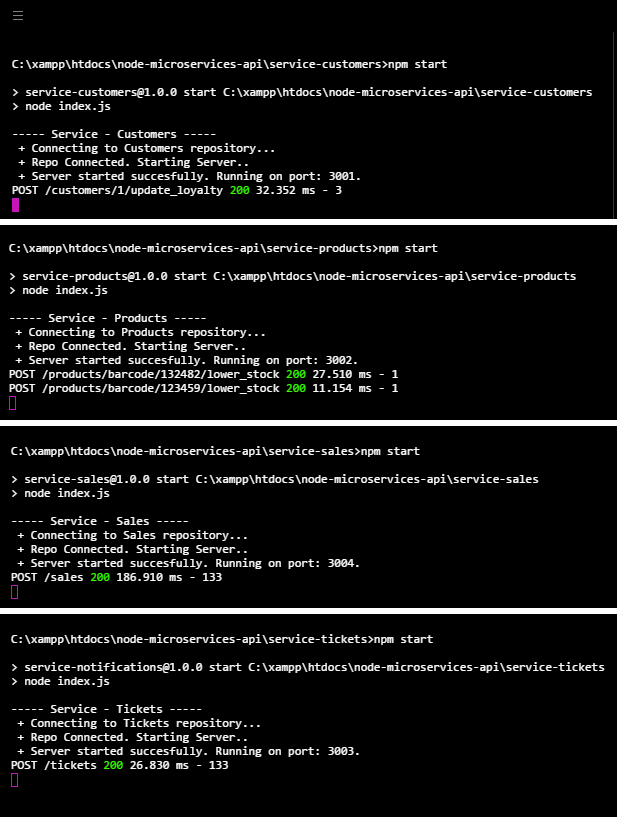 C:\xampp\htdocs\node-microservices-api\service-customers>npm start
> service-customers@1.0.0 start C:\xampp\htdocs\node-microservices-api\service-customers
> node index.js
----- Service - Customers -----
+ Connecting to Customers repository...
+ Repo Connected. Starting Server..
+ Server started succesfully. Running on port: 3001.
POST /customers/1/update_loyalty 200 32.352 ms - 3
C:\xampp\htdocs\node-microservices-api\service-products>npm start
> service-products@1.0.0 start C:\xampp\htdocs\node-microservices-api\service-products
> node index.js
----- Service - Products -----
+ Connecting to Products repository...
+ Repo Connected. Starting Server..
+ Server started succesfully. Running on port: 3002.
POST /products/barcode/132482/lower_stock 200 27.510 ms - 1
POST /products/barcode/123459/lower_stock 200 11.154 ms - 1
C:\xampp\htdocs\node-microservices-api\service-sales>npm start
> service-sales@1.0.0 start C:\xampp\htdocs\node-microservices-api\service-sales
> node index.js
----- Service - Sales -----
+ Connecting to Sales repository...
+ Repo Connected. Starting Server..
+ Server started succesfully. Running on port: 3004.
POST /sales 200 186.910 ms - 133
C:\xampp\htdocs\node-microservices-api\service-tickets>npm start
> service-notifications@1.0.0 start C:\xampp\htdocs\node-microservices-api\service-tickets
> node index.js
----- Service - Tickets -----
+ Connecting to Tickets repository...
+ Repo Connected. Starting Server..
+ Server started succesfully. Running on port: 3003.
POST /tickets 200 26.830 ms - 133